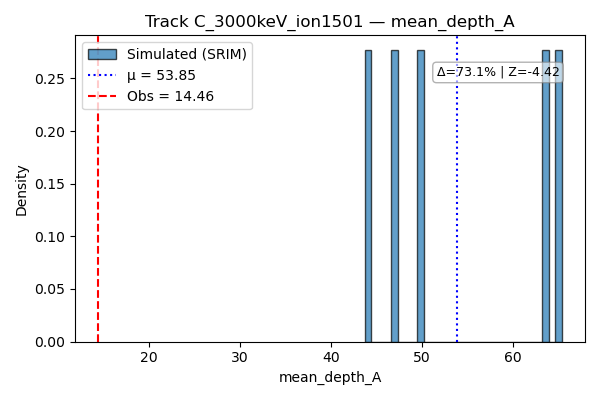 Track C_3000keV_ion1501 — mean_depth_A
Simulated (SRIM)
μ = 53.85
Obs = 14.46
Δ=73.1% | Z=-4.42
Density
0.25
0.20
0.15
0.10
0.05
0.00
20
30
40
50
60
mean_depth_A